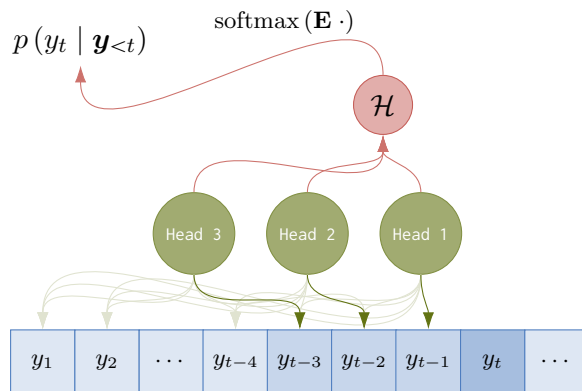 softmax (E ·)
p (y_t | y_{<t})
ℋ
Head 3 Head 2 Head 1
y_1 y_2 ⋯ y_{t−4} y_{t−3} y_{t−2} y_{t−1} y_t ⋯